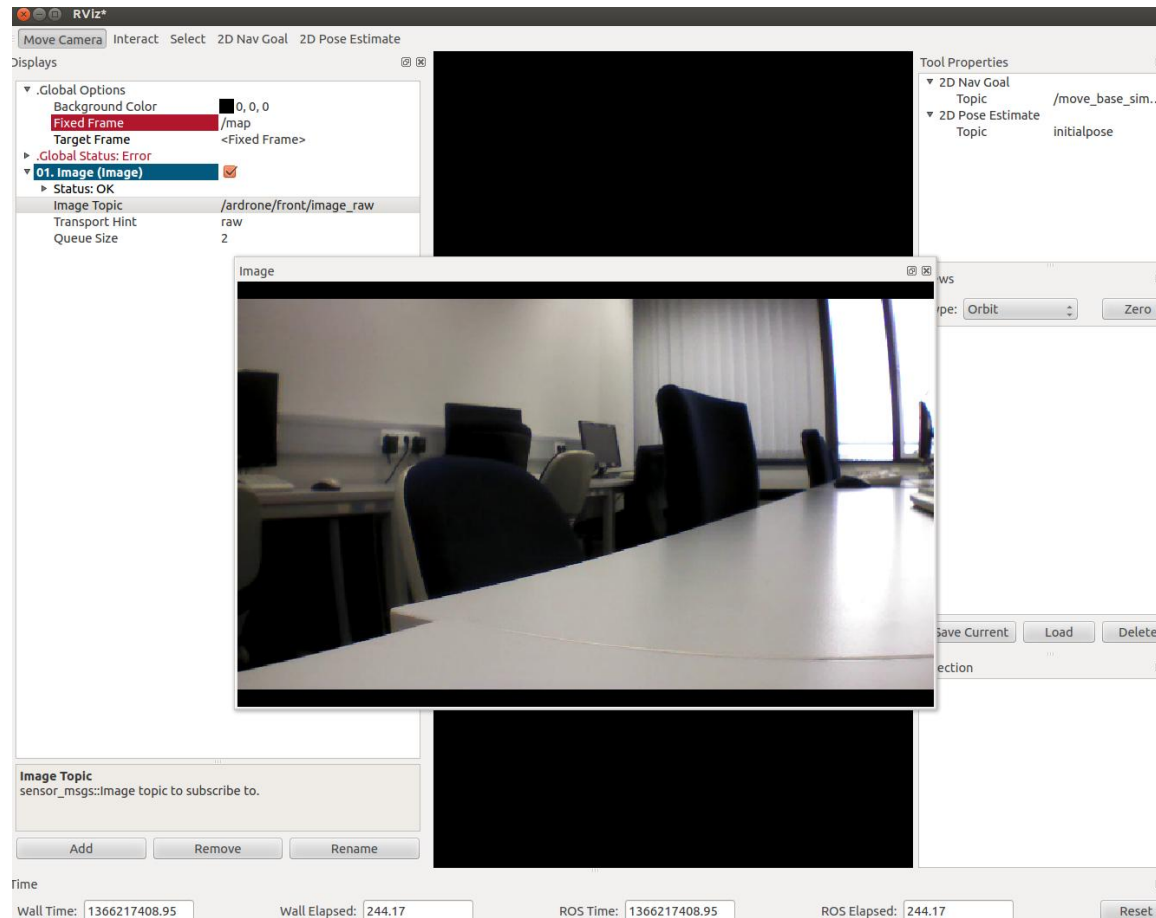 RViz*
Move Camera Interact Select 2D Nav Goal 2D Pose Estimate
Displays
.Global Options
Background Color 0, 0, 0
Fixed Frame /map
Target Frame <Fixed Frame>
.Global Status: Error
01. Image (Image)
Status: OK
Image Topic /ardrone/front/image_raw
Transport Hint raw
Queue Size 2
Image
Tool Properties
2D Nav Goal
Topic /move_base_sim..
2D Pose Estimate
Topic initialpose
ws
ype: Orbit Zero
Save Current Load Delete
ection
Image Topic
sensor_msgs::Image topic to subscribe to.
Add Remove Rename
Time
Wall Time: 1366217408.95 Wall Elapsed: 244.17 ROS Time: 1366217408.95 ROS Elapsed: 244.17 Reset